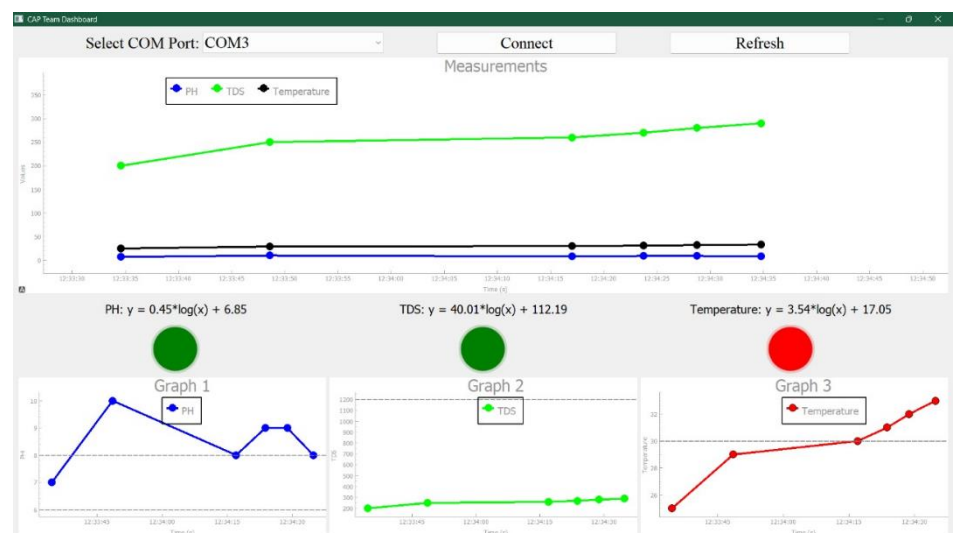 CAP Team Dashboard
Select COM Port: COM3
Connect
Refresh
Measurements
PH TDS Temperature
350
300
250
200
150
100
50
0
Values
12:33:30 12:33:35 12:33:40 12:33:45 12:33:50 12:33:55 12:34:00 12:34:05 12:34:10 12:34:15 12:34:20 12:34:25 12:34:30 12:34:35 12:34:40 12:34:45 12:34:50
Time (s)
A
PH: y = 0.45*log(x) + 6.85
TDS: y = 40.01*log(x) + 112.19
Temperature: y = 3.54*log(x) + 17.05
Graph 1
PH
10
9
8
7
6
PH
12:33:45 12:34:00 12:34:15 12:34:30
Time (s)
Graph 2
TDS
1200
1100
1000
900
800
700
600
500
400
300
200
TDS
12:33:45 12:34:00 12:34:15 12:34:30
Time (s)
Graph 3
Temperature
Temperature
12:33:45 12:34:00 12:34:15 12:34:30
Time (s)